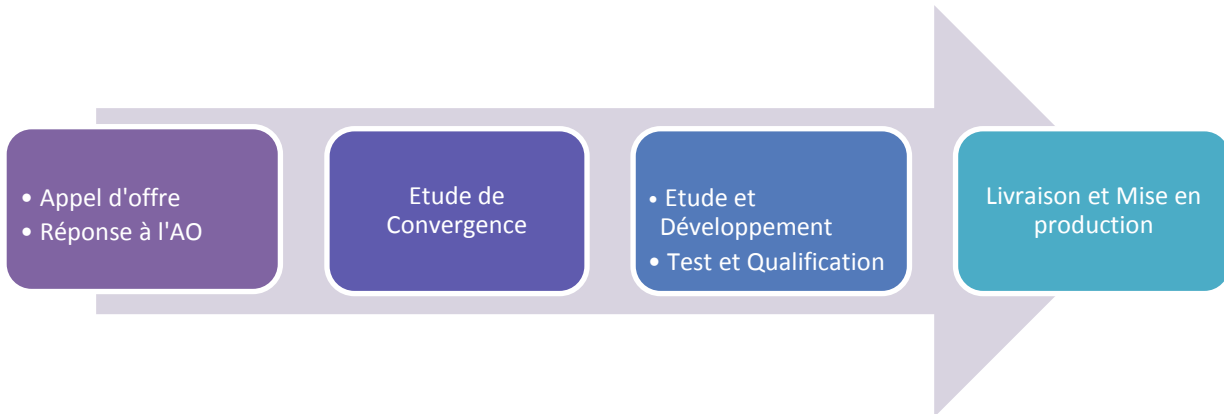 • Appel d'offre
• Réponse à l'AO
Etude de
Convergence
• Etude et
Développement
• Test et Qualification
Livraison et Mise en
production